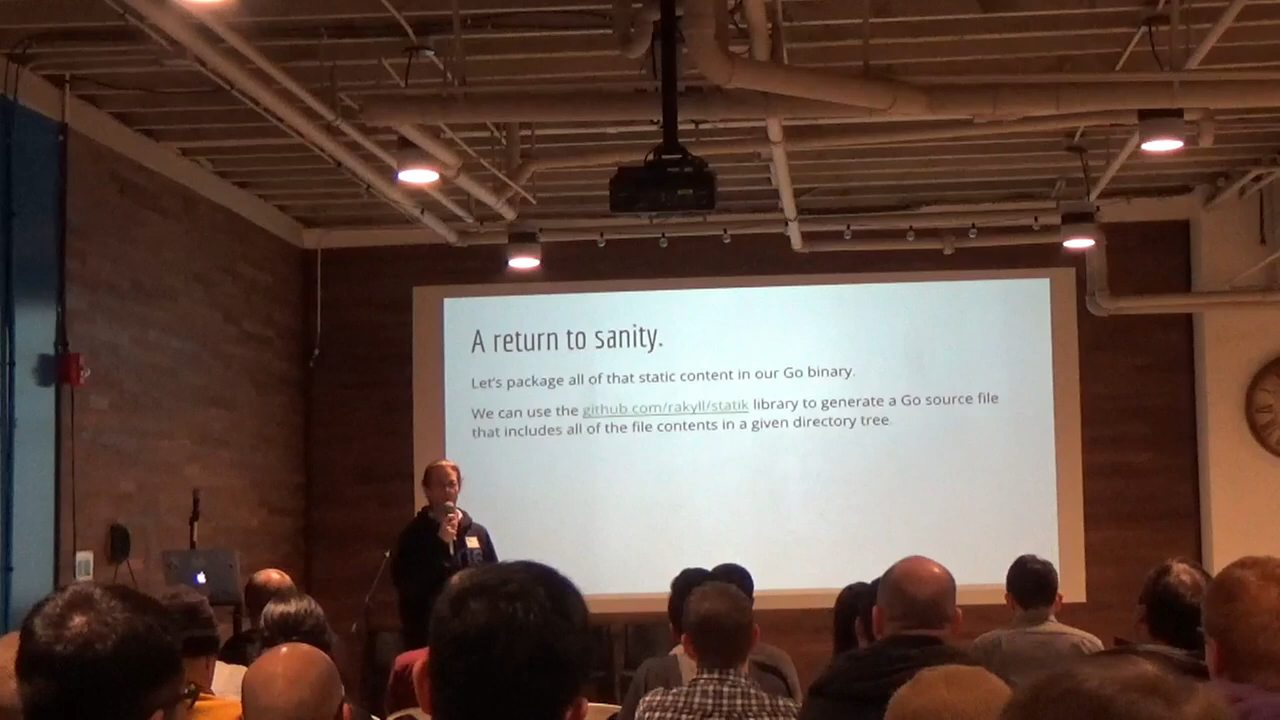 A return to sanity.
Let's package all of that static content in our Go binary.
We can use the github.com/rakyll/statik library to generate a Go source file
that includes all of the file contents in a given directory tree.